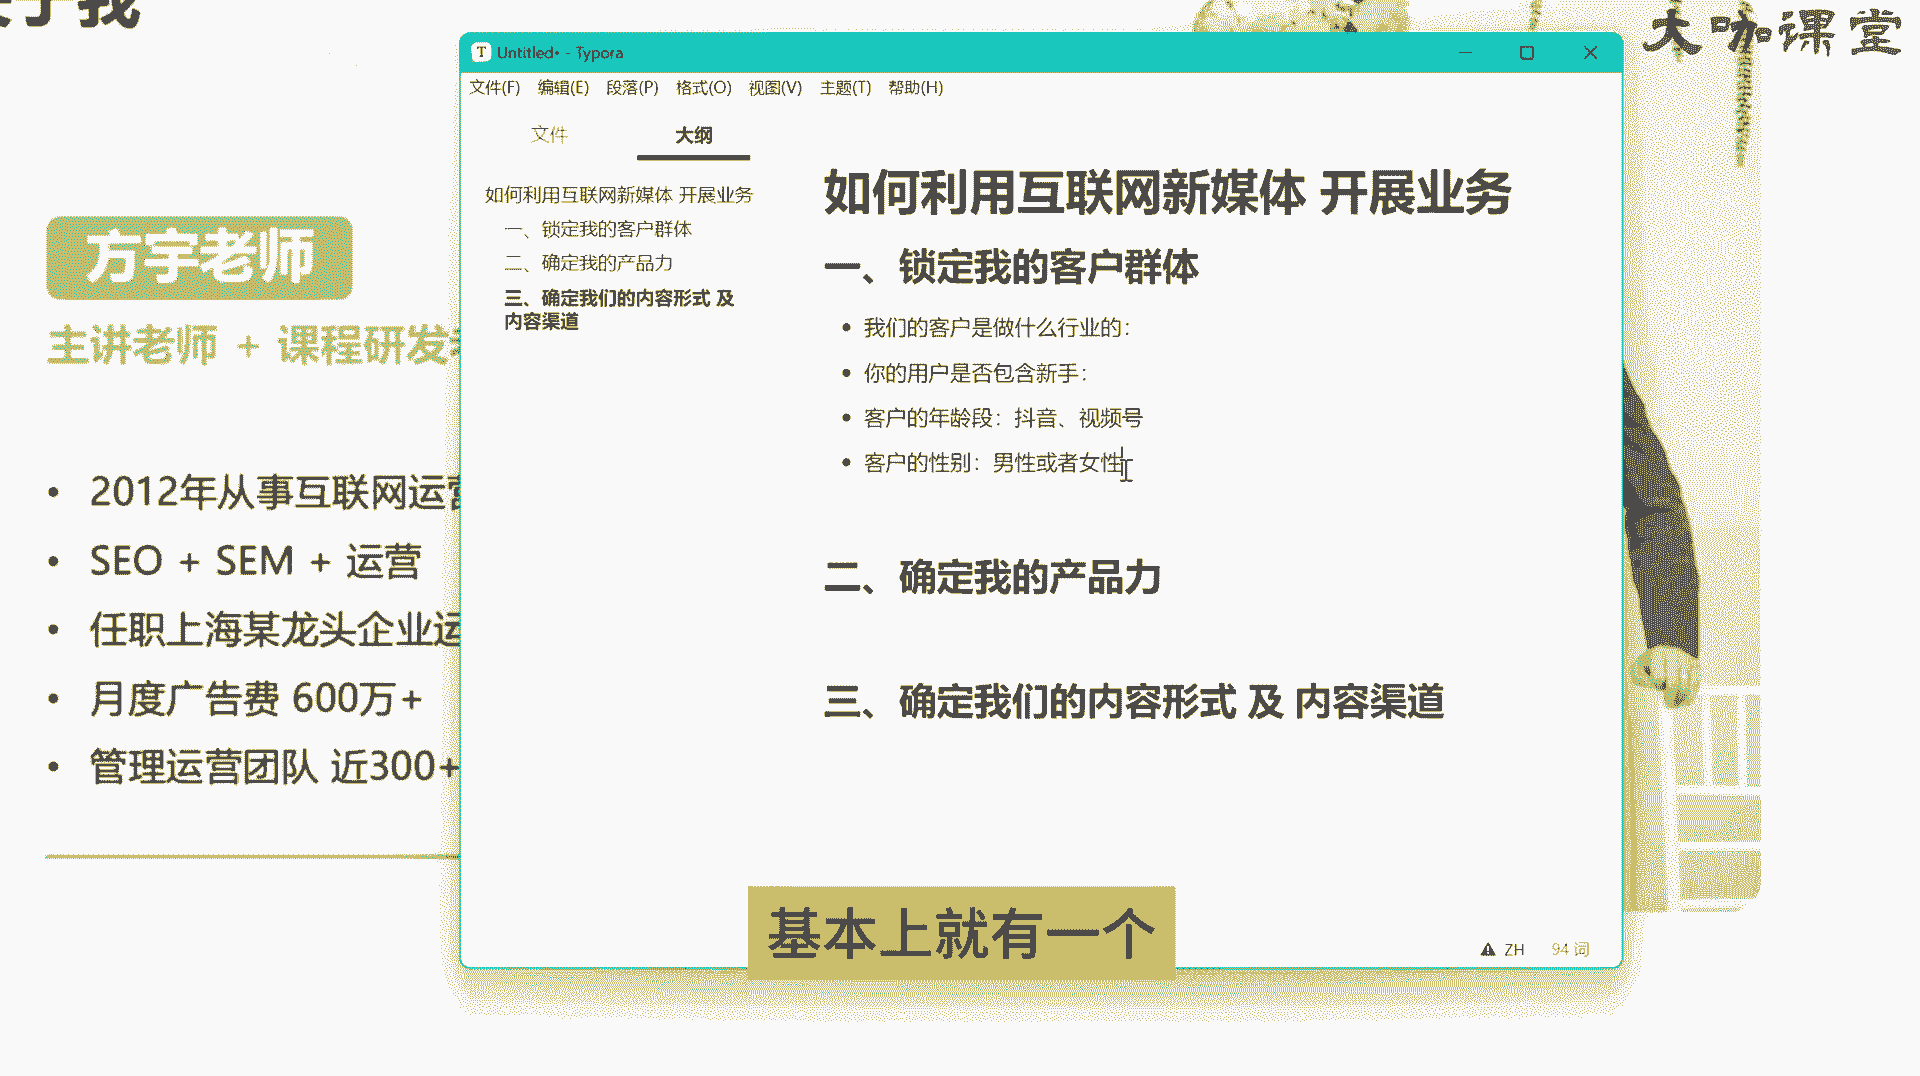 于我
大咖课堂
方宇老师
主讲老师 + 课程研发
2012年从事互联网运营
SEO + SEM + 运营
任职上海某龙头企业运
月度广告费 600万+
管理运营团队 近300+
Untitled• - Typora
文件(F) 编辑(E) 段落(P) 格式(O) 视图(V) 主题(T) 帮助(H)
文件 大纲
如何利用互联网新媒体 开展业务
一、锁定我的客户群体
二、确定我的产品力
三、确定我们的内容形式 及
内容渠道
如何利用互联网新媒体 开展业务
一、锁定我的客户群体
我们的客户是做什么行业的：
你的用户是否包含新手：
客户的年龄段：抖音、视频号
客户的性别：男性或者女性
二、确定我的产品力
三、确定我们的内容形式 及 内容渠道
ZH 94 词
基本上就有一个